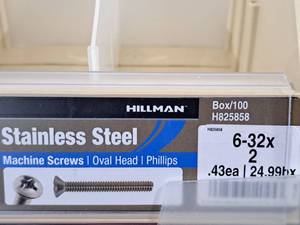 HILLMAN
Box/100
H825858
Stainless Steel
Machine Screws | Oval Head | Phillips
6-32x
2
.43ea | 24.99bx